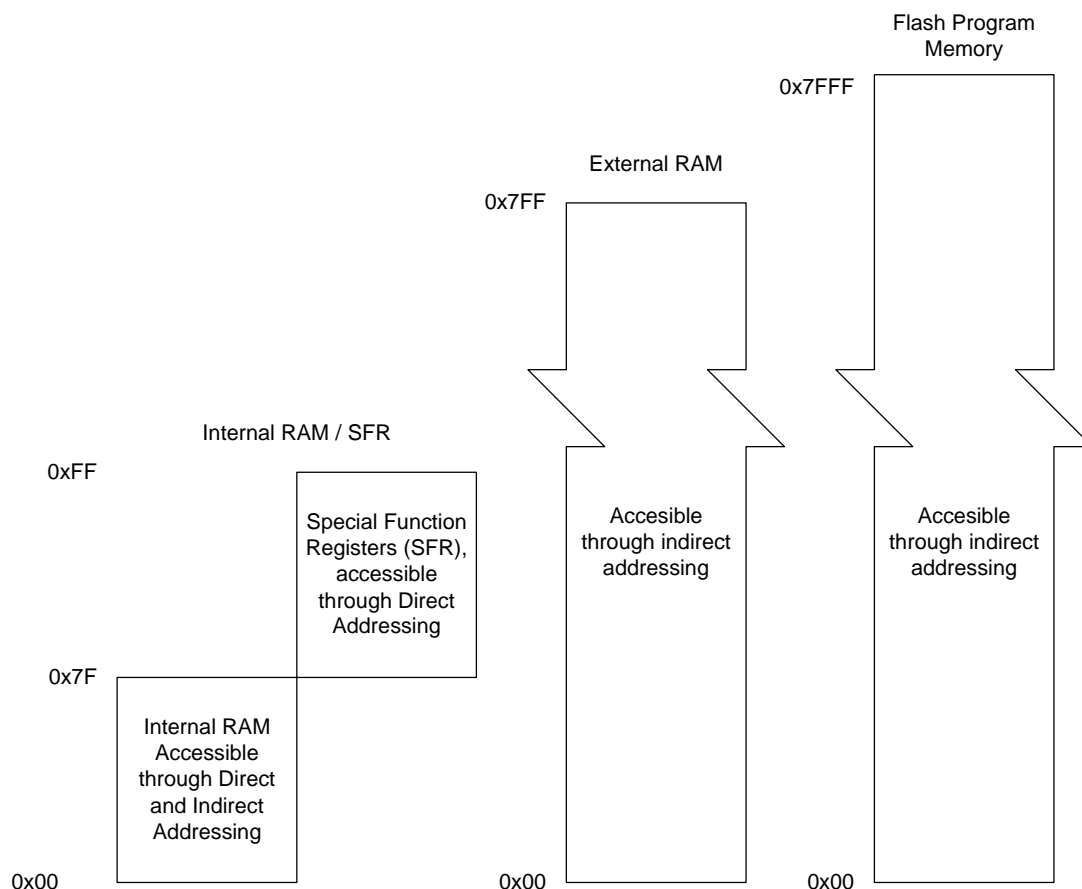 Flash Program
Memory
0x7FFF
External RAM
0x7FF
Internal RAM / SFR
0xFF
Special Function
Registers (SFR),
accessible
through Direct
Addressing
Accesible
through indirect
addressing
Accesible
through indirect
addressing
0x7F
Internal RAM
Accessible
through Direct
and Indirect
Addressing
0x00
0x00
0x00